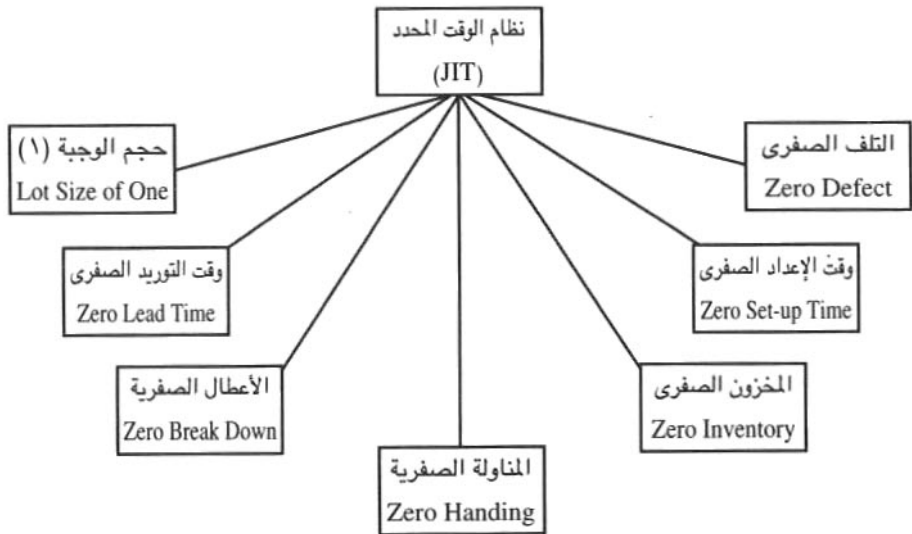 نظام الوقت المحدد
(JIT)
حجم الوجبة (١)
Lot Size of One
التلف الصفرى
Zero Defect
وقت التوريد الصفرى
Zero Lead Time
وقت الإعداد الصفرى
Zero Set-up Time
الأعطال الصفرية
Zero Break Down
المخزون الصفرى
Zero Inventory
المناولة الصفرية
Zero Handing